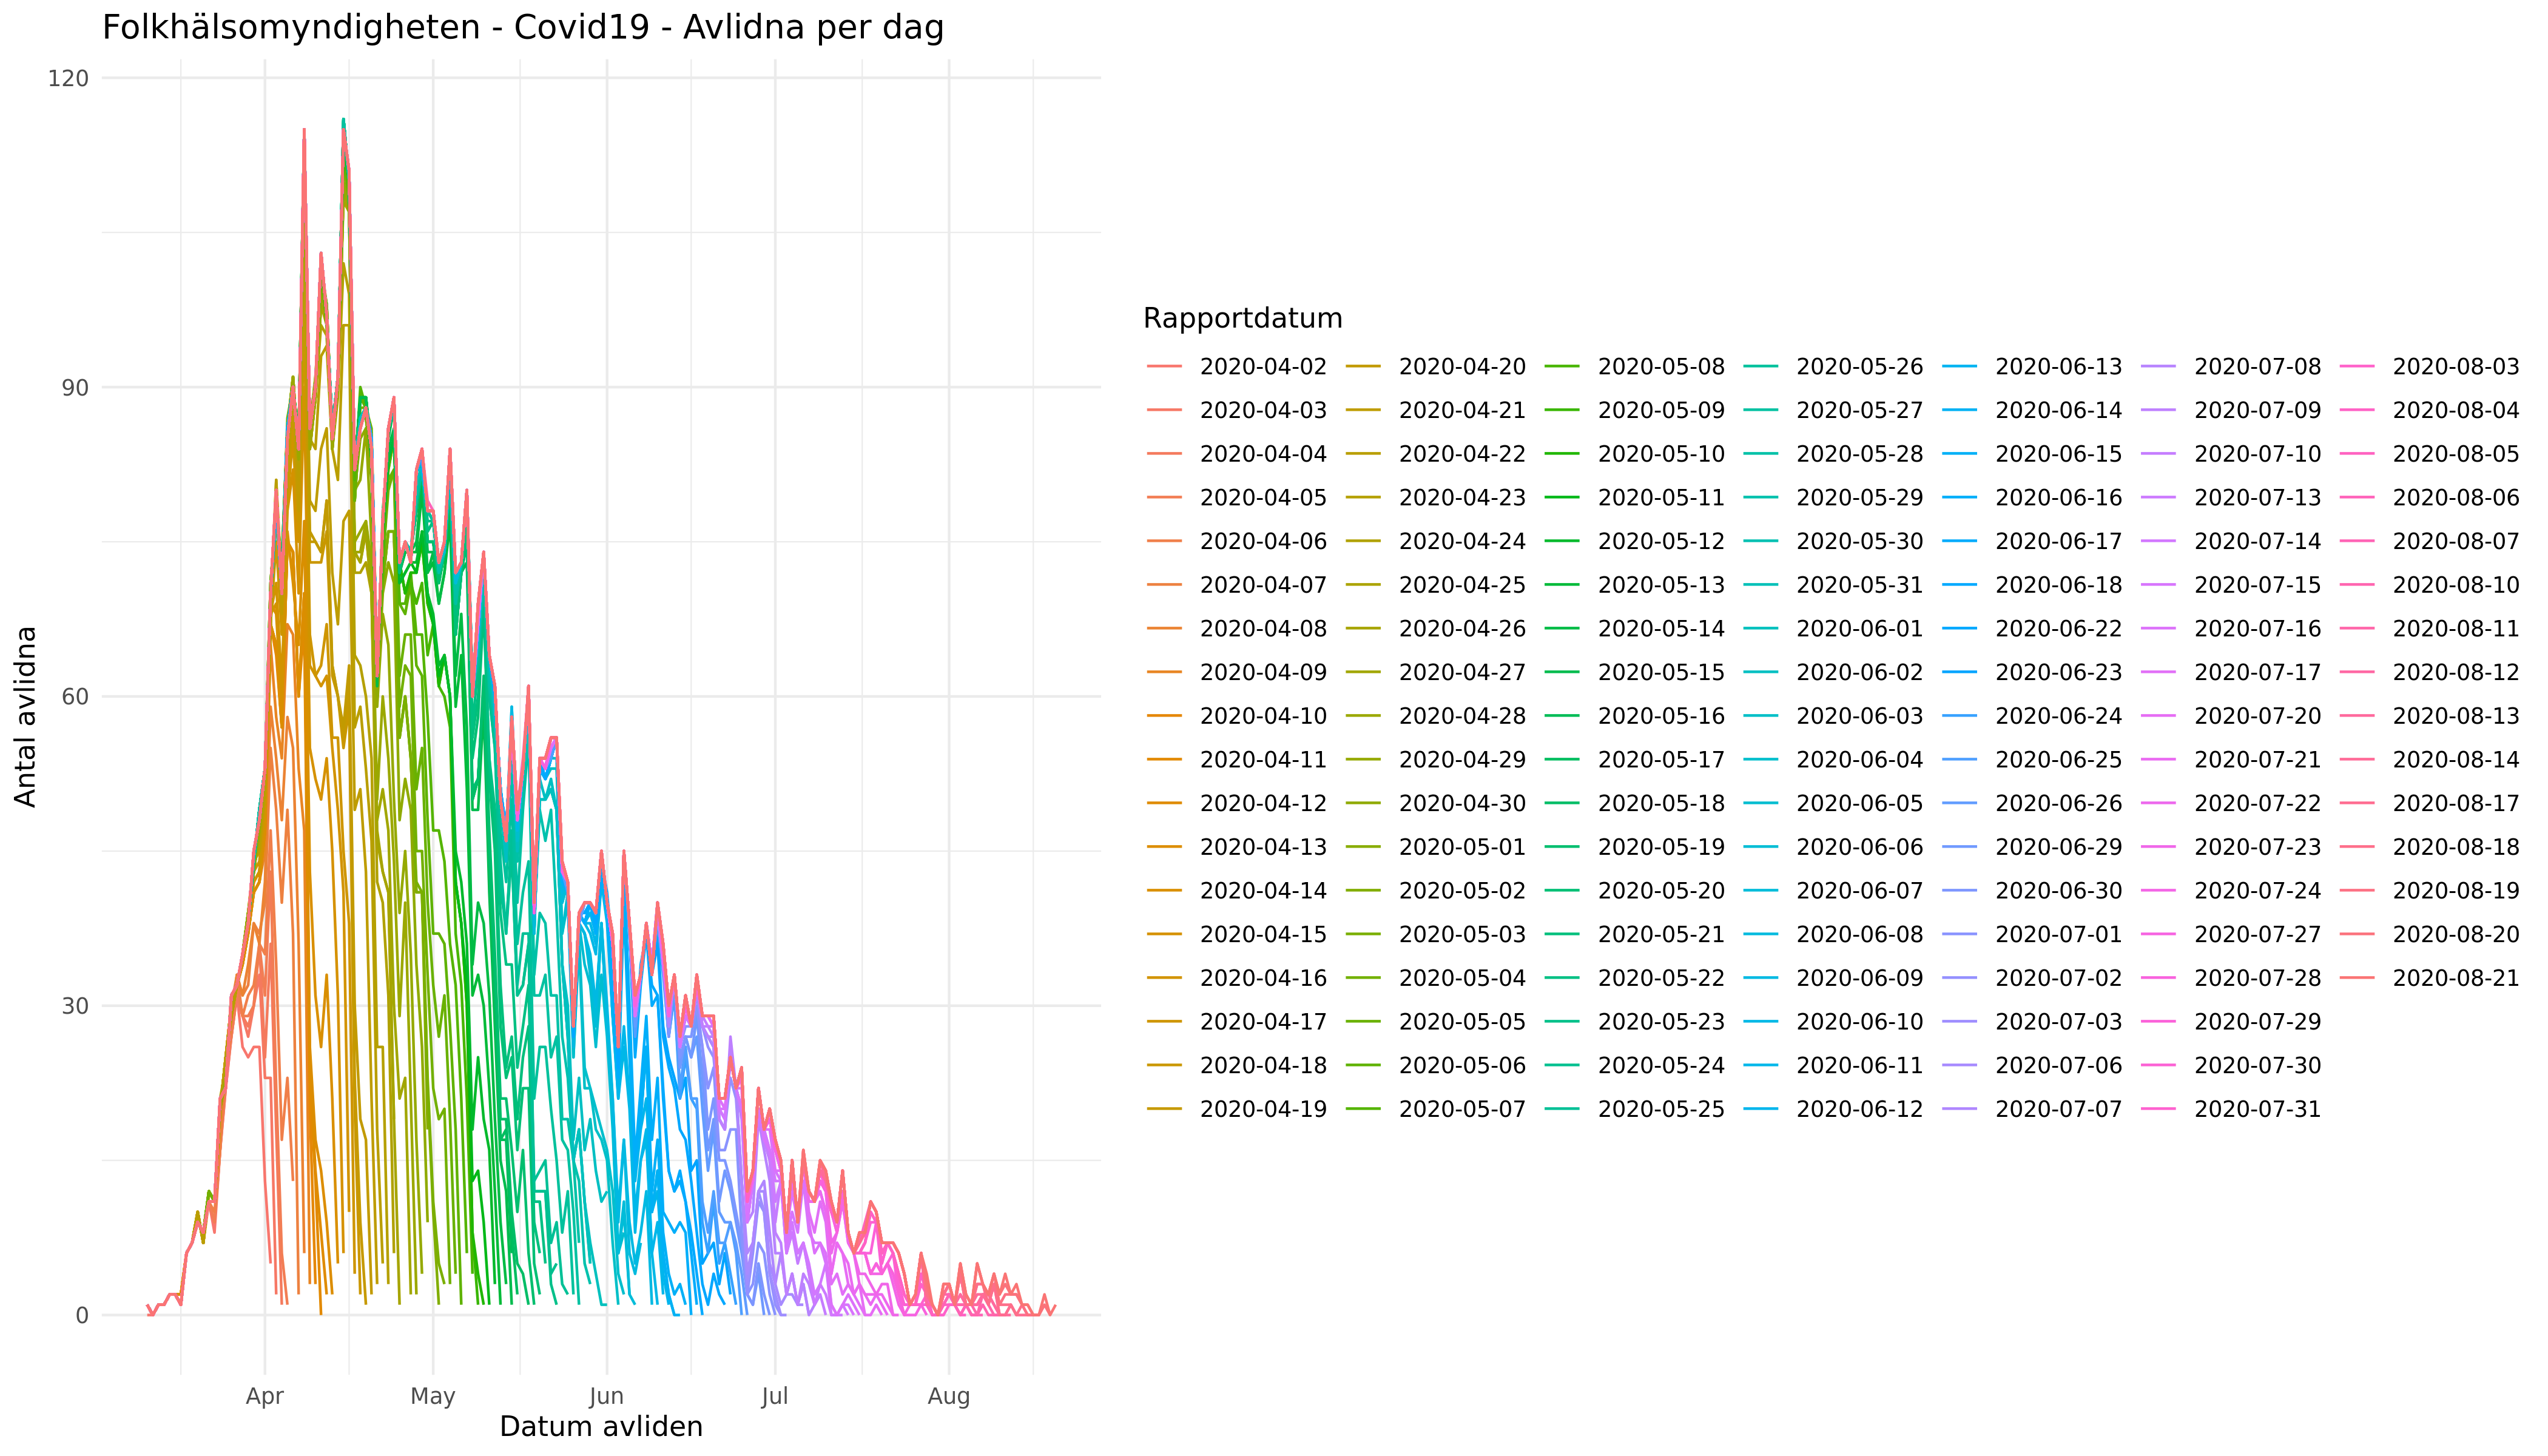 Folkhälsomyndigheten - Covid19 - Avlidna per dag
120
90
60
30
0
Antal avlidna
Apr May Jun Jul Aug
Datum avliden
Rapportdatum
2020-04-02 2020-04-20 2020-05-08 2020-05-26 2020-06-13 2020-07-08 2020-08-03
2020-04-03 2020-04-21 2020-05-09 2020-05-27 2020-06-14 2020-07-09 2020-08-04
2020-04-04 2020-04-22 2020-05-10 2020-05-28 2020-06-15 2020-07-10 2020-08-05
2020-04-05 2020-04-23 2020-05-11 2020-05-29 2020-06-16 2020-07-13 2020-08-06
2020-04-06 2020-04-24 2020-05-12 2020-05-30 2020-06-17 2020-07-14 2020-08-07
2020-04-07 2020-04-25 2020-05-13 2020-05-31 2020-06-18 2020-07-15 2020-08-10
2020-04-08 2020-04-26 2020-05-14 2020-06-01 2020-06-22 2020-07-16 2020-08-11
2020-04-09 2020-04-27 2020-05-15 2020-06-02 2020-06-23 2020-07-17 2020-08-12
2020-04-10 2020-04-28 2020-05-16 2020-06-03 2020-06-24 2020-07-20 2020-08-13
2020-04-11 2020-04-29 2020-05-17 2020-06-04 2020-06-25 2020-07-21 2020-08-14
2020-04-12 2020-04-30 2020-05-18 2020-06-05 2020-06-26 2020-07-22 2020-08-17
2020-04-13 2020-05-01 2020-05-19 2020-06-06 2020-06-29 2020-07-23 2020-08-18
2020-04-14 2020-05-02 2020-05-20 2020-06-07 2020-06-30 2020-07-24 2020-08-19
2020-04-15 2020-05-03 2020-05-21 2020-06-08 2020-07-01 2020-07-27 2020-08-20
2020-04-16 2020-05-04 2020-05-22 2020-06-09 2020-07-02 2020-07-28 2020-08-21
2020-04-17 2020-05-05 2020-05-23 2020-06-10 2020-07-03 2020-07-29
2020-04-18 2020-05-06 2020-05-24 2020-06-11 2020-07-06 2020-07-30
2020-04-19 2020-05-07 2020-05-25 2020-06-12 2020-07-07 2020-07-31